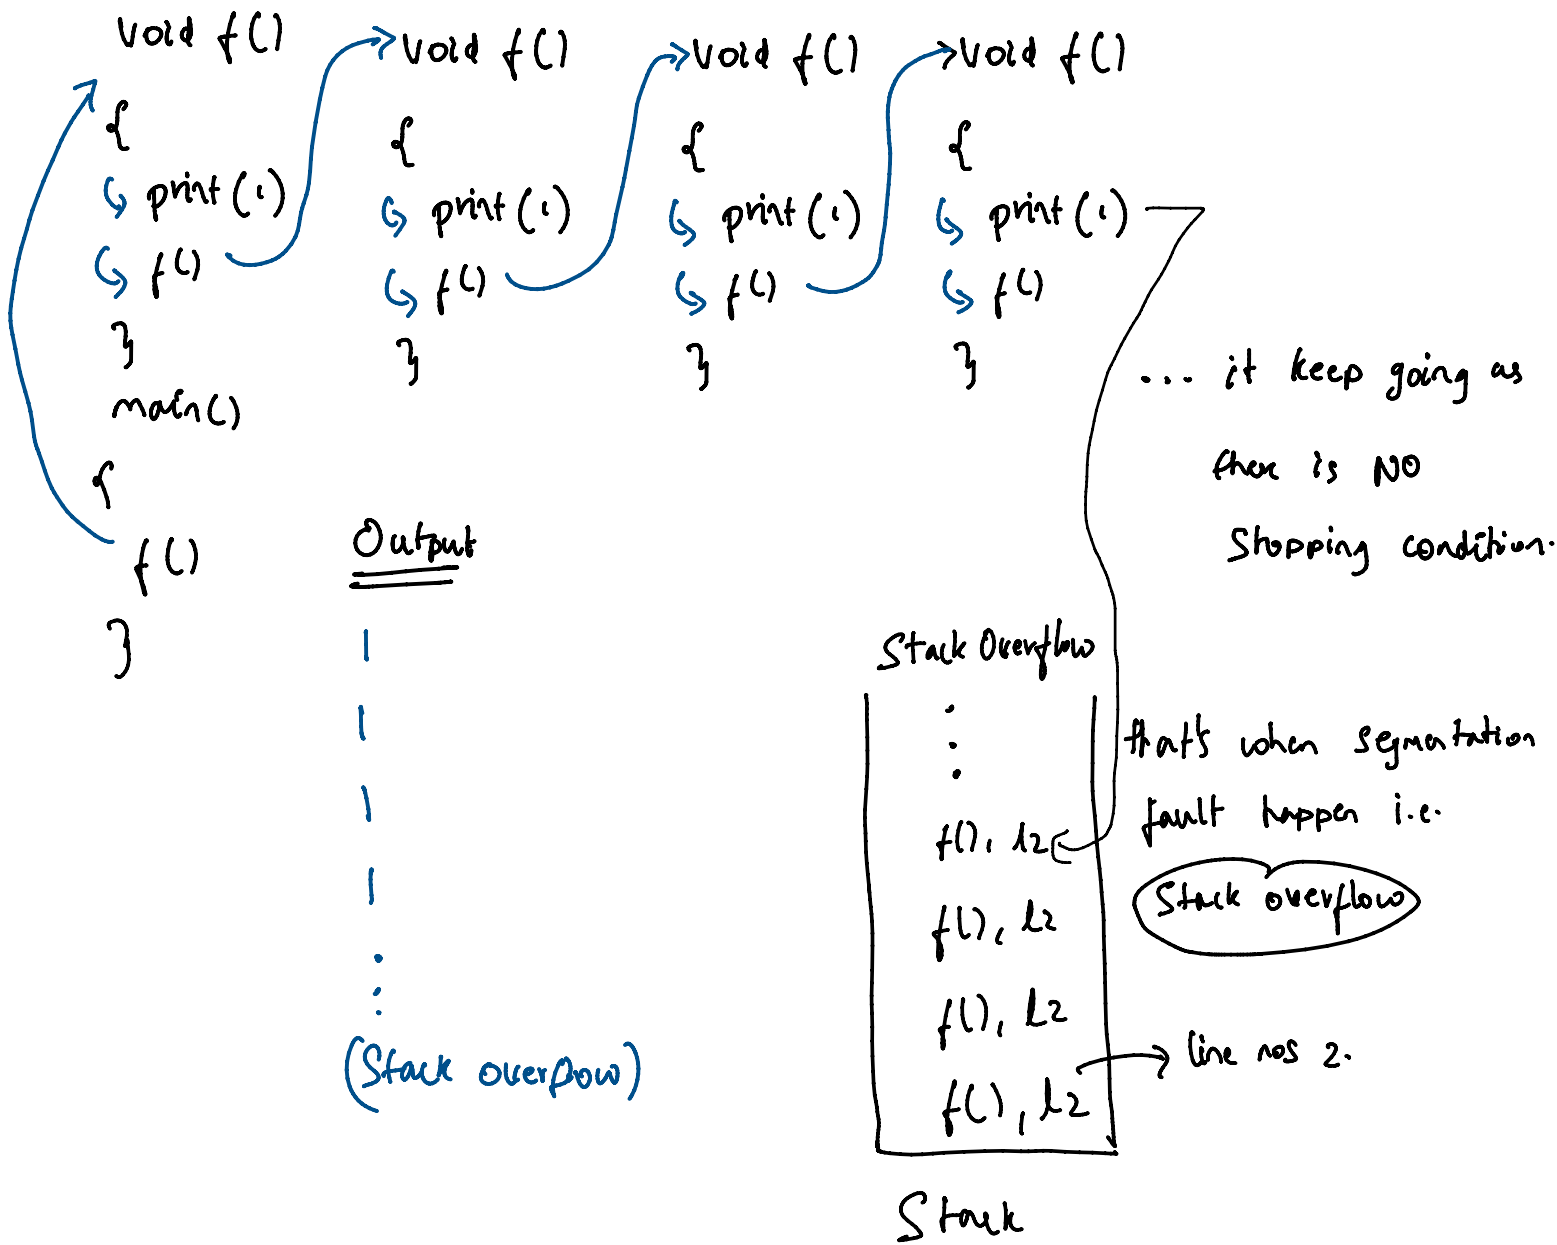 void f()
{
print(1)
f()
}
main()
{
f()
}
void f()
{
print(1)
f()
}
void f()
{
print(1)
f()
}
void f()
{
print(1)
f()
}
... it keep going as
there is NO
Stopping condition.
Output
1
1
1
1
(Stack overflow)
Stack Overflow
f(), l2
f(), l2
f(), l2
f(), l2
Stack
that's when segmentation
fault happen i.e.
Stack overflow
line nos 2.